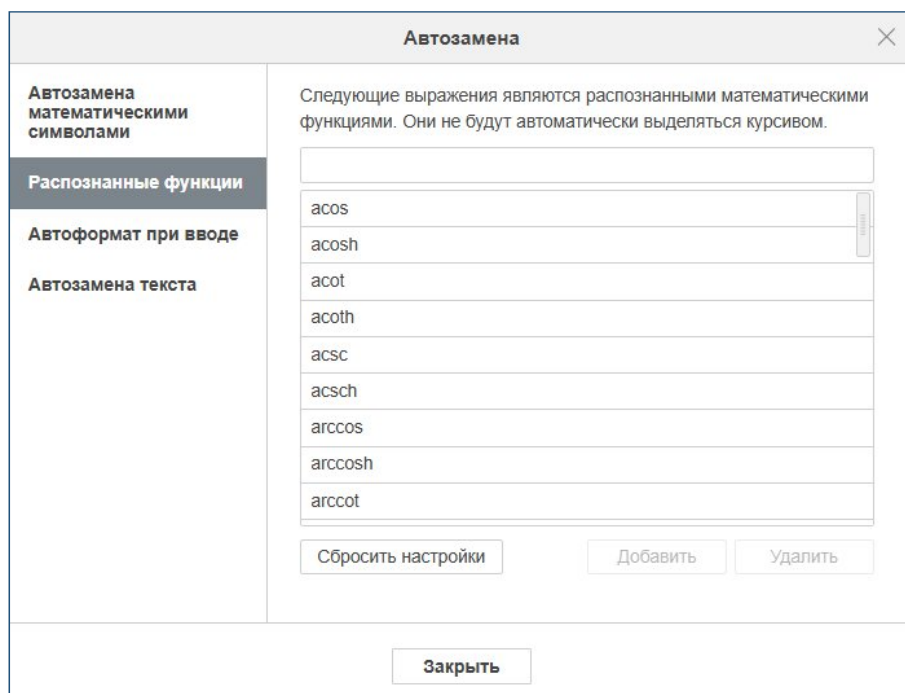 Автозамена
Автозамена
математическими
символами
Распознанные функции
Автоформат при вводе
Автозамена текста
Следующие выражения являются распознанными математическими
функциями. Они не будут автоматически выделяться курсивом.
acos
acosh
acot
acoth
acsc
acsch
arccos
arccosh
arccot
Сбросить настройки
Добавить
Удалить
Закрыть